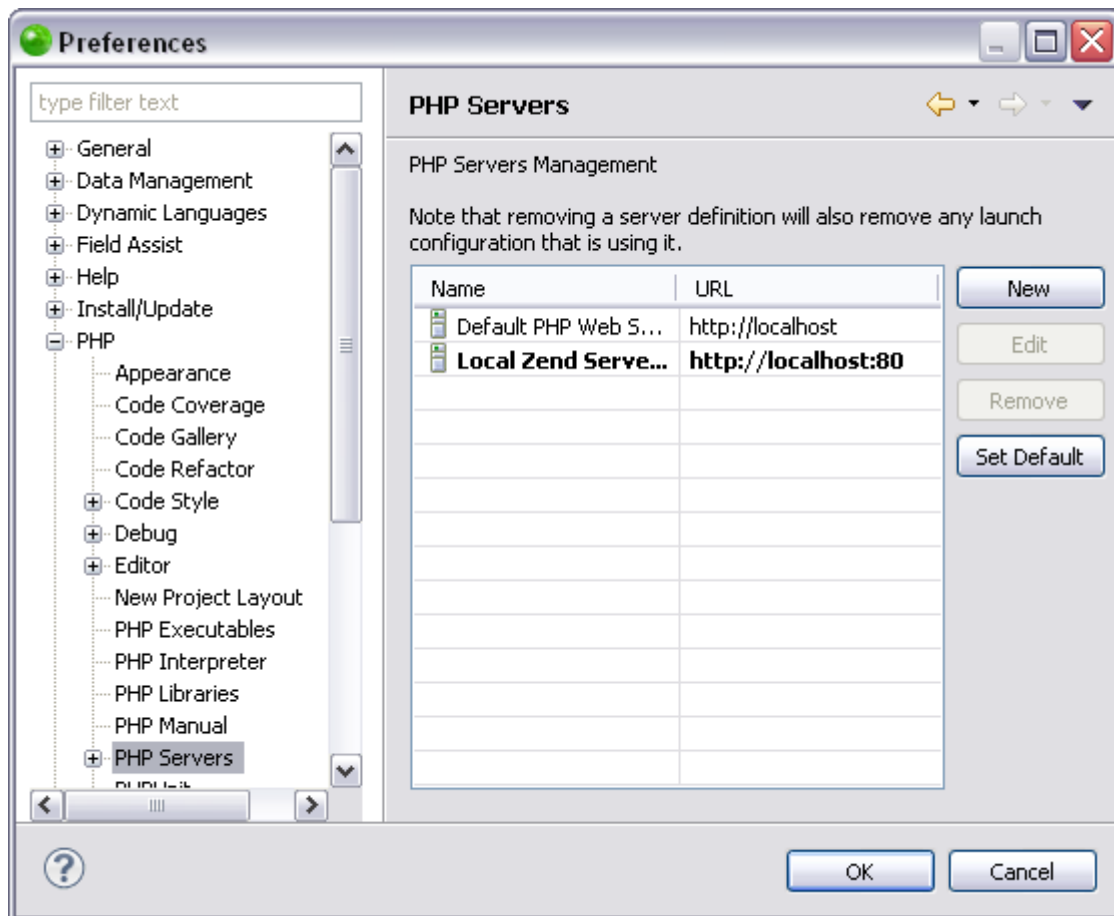 Preferences
type filter text
General
Data Management
Dynamic Languages
Field Assist
Help
Install/Update
PHP
Appearance
Code Coverage
Code Gallery
Code Refactor
Code Style
Debug
Editor
New Project Layout
PHP Executables
PHP Interpreter
PHP Libraries
PHP Manual
PHP Servers
PHPUnit
PHP Servers
PHP Servers Management
Note that removing a server definition will also remove any launch
configuration that is using it.
Name URL
Default PHP Web S... http://localhost
Local Zend Serve... http://localhost:80
New
Edit
Remove
Set Default
?
OK
Cancel